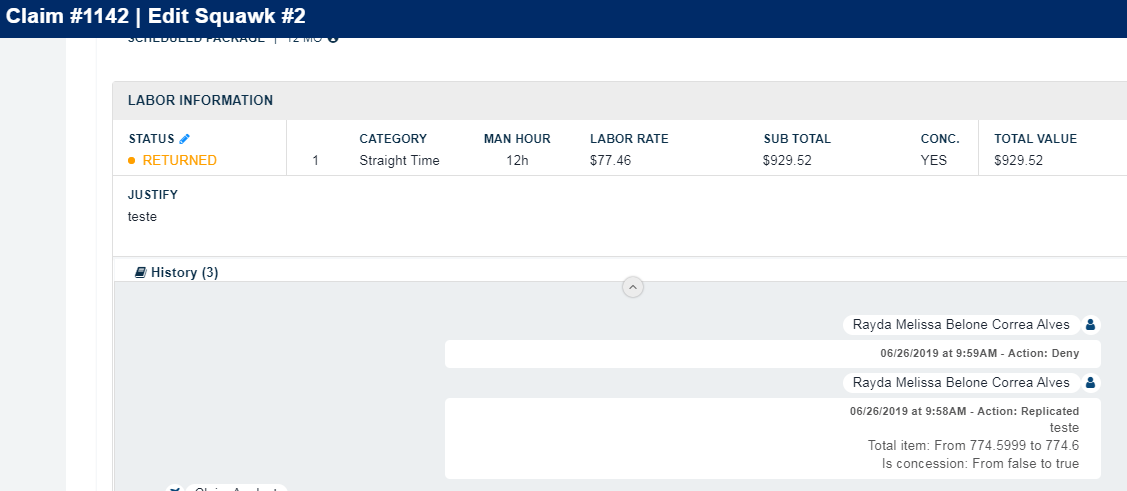 Claim #1142 | Edit Squawk #2
SCHEDULED PACKAGE | 12 MO
LABOR INFORMATION
STATUS CATEGORY MAN HOUR LABOR RATE SUB TOTAL CONC. TOTAL VALUE
RETURNED 1 Straight Time 12h $77.46 $929.52 YES $929.52
JUSTIFY
teste
History (3)
Rayda Melissa Belone Correa Alves
06/26/2019 at 9:59AM - Action: Deny
Rayda Melissa Belone Correa Alves
06/26/2019 at 9:58AM - Action: Replicated
teste
Total item: From 774.5999 to 774.6
Is concession: From false to true